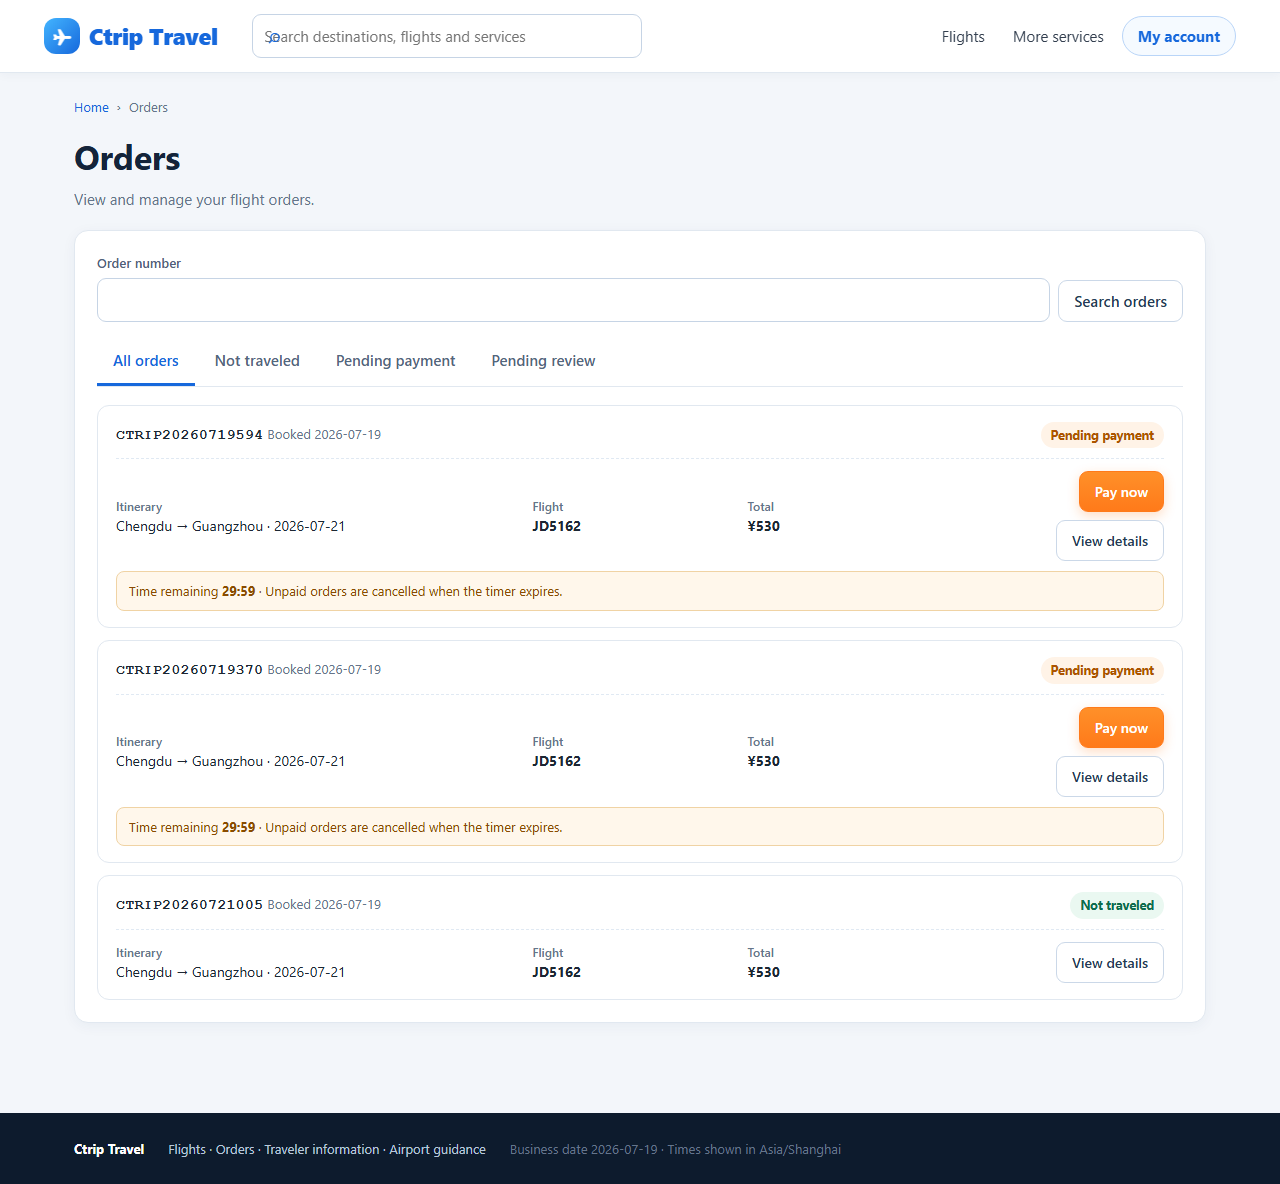 Ctrip Travel
Search destinations, flights and services
Flights
More services
My account
Home › Orders
Orders
View and manage your flight orders.
Order number
Search orders
All orders
Not traveled
Pending payment
Pending review
CTRIP20260719594 Booked 2026-07-19
Pending payment
Itinerary
Chengdu → Guangzhou · 2026-07-21
Flight
JD5162
Total
¥530
Pay now
View details
Time remaining 29:59 · Unpaid orders are cancelled when the timer expires.
CTRIP20260719370 Booked 2026-07-19
Pending payment
Itinerary
Chengdu → Guangzhou · 2026-07-21
Flight
JD5162
Total
¥530
Pay now
View details
Time remaining 29:59 · Unpaid orders are cancelled when the timer expires.
CTRIP20260721005 Booked 2026-07-19
Not traveled
Itinerary
Chengdu → Guangzhou · 2026-07-21
Flight
JD5162
Total
¥530
View details
Ctrip Travel
Flights · Orders · Traveler information · Airport guidance
Business date 2026-07-19 · Times shown in Asia/Shanghai